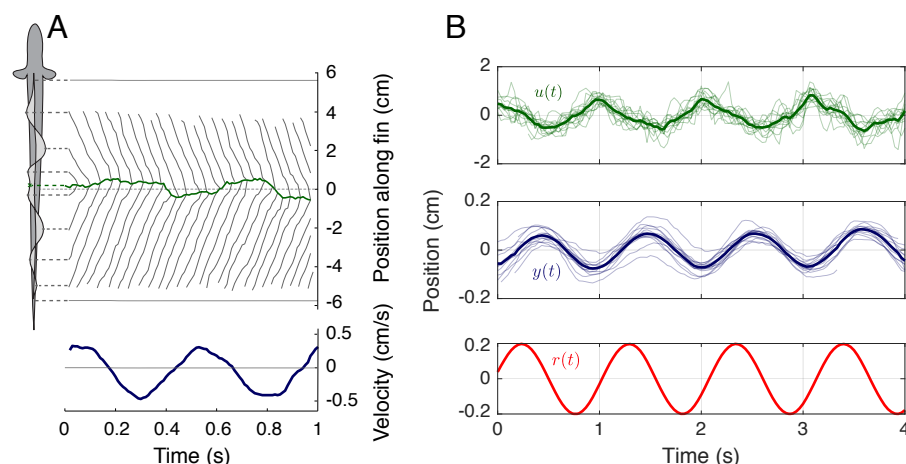 A
6
4
2
0
-2
-4
-6
Position along fin (cm)
0.5
0
-0.5
Velocity (cm/s)
0 0.2 0.4 0.6 0.8 1
Time (s)
B
2
0
-2
u(t)
0.2
0
-0.2
y(t)
Position (cm)
0.2
0
-0.2
r(t)
0 1 2 3 4
Time (s)